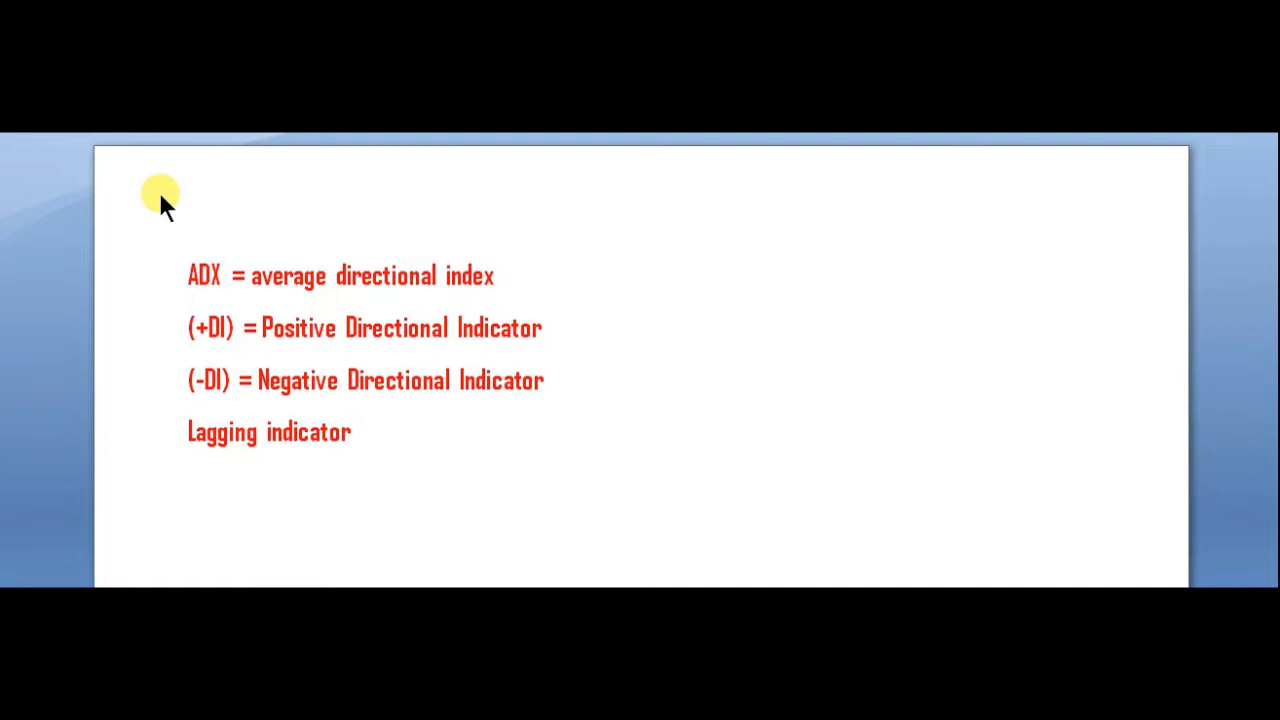 ADX = average directional index
(+DI) = Positive Directional Indicator
(-DI) = Negative Directional Indicator
Lagging indicator